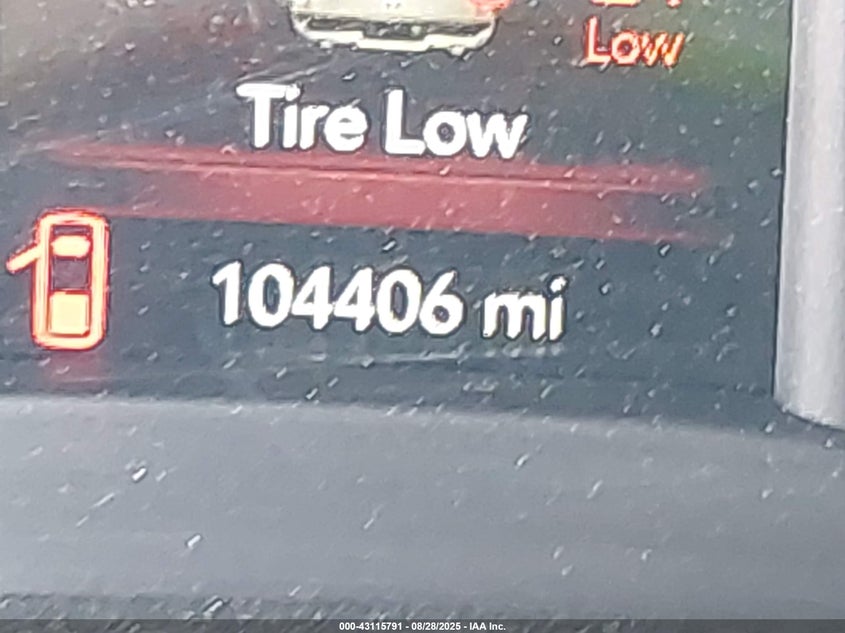 Low
Tire Low
104406 mi
000-43115791 - 08/28/2025 - IAA Inc.